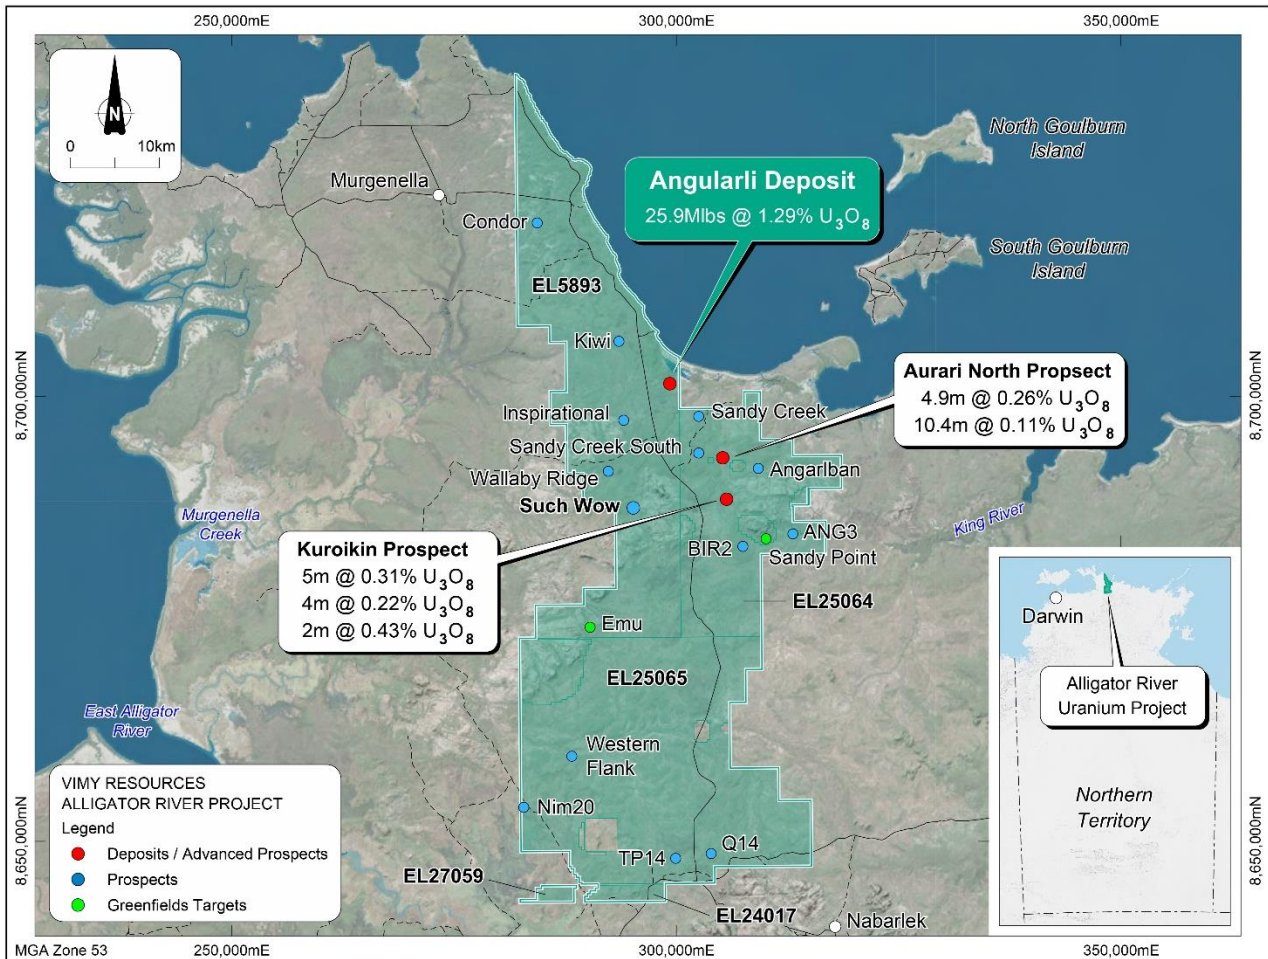 250,000mE
300,000mE
350,000mE
N
0 10km
Murgenella
Condor
North Goulburn
Island
Angularli Deposit
25.9Mlbs @ 1.29% U3O8
South Goulburn
Island
EL5893
Kiwi
8,700,000mN
8,700,000mN
Aurari North Propsect
4.9m @ 0.26% U3O8
10.4m @ 0.11% U3O8
Inspirational
Sandy Creek
Sandy Creek South
Wallaby Ridge
Angarlban
Such Wow
Murgenella
Creek
King River
Kuroikin Prospect
5m @ 0.31% U3O8
4m @ 0.22% U3O8
2m @ 0.43% U3O8
ANG3
BIR2
Sandy Point
EL25064
Emu
EL25065
Darwin
Alligator River
Uranium Project
Northern
Territory
East Alligator
River
Western
Flank
Nim20
VIMY RESOURCES
ALLIGATOR RIVER PROJECT
Legend
Deposits / Advanced Prospects
Prospects
Greenfields Targets
8,650,000mN
8,650,000mN
TP14
Q14
EL27059
EL24017
Nabarlek
MGA Zone 53
250,000mE
300,000mE
350,000mE